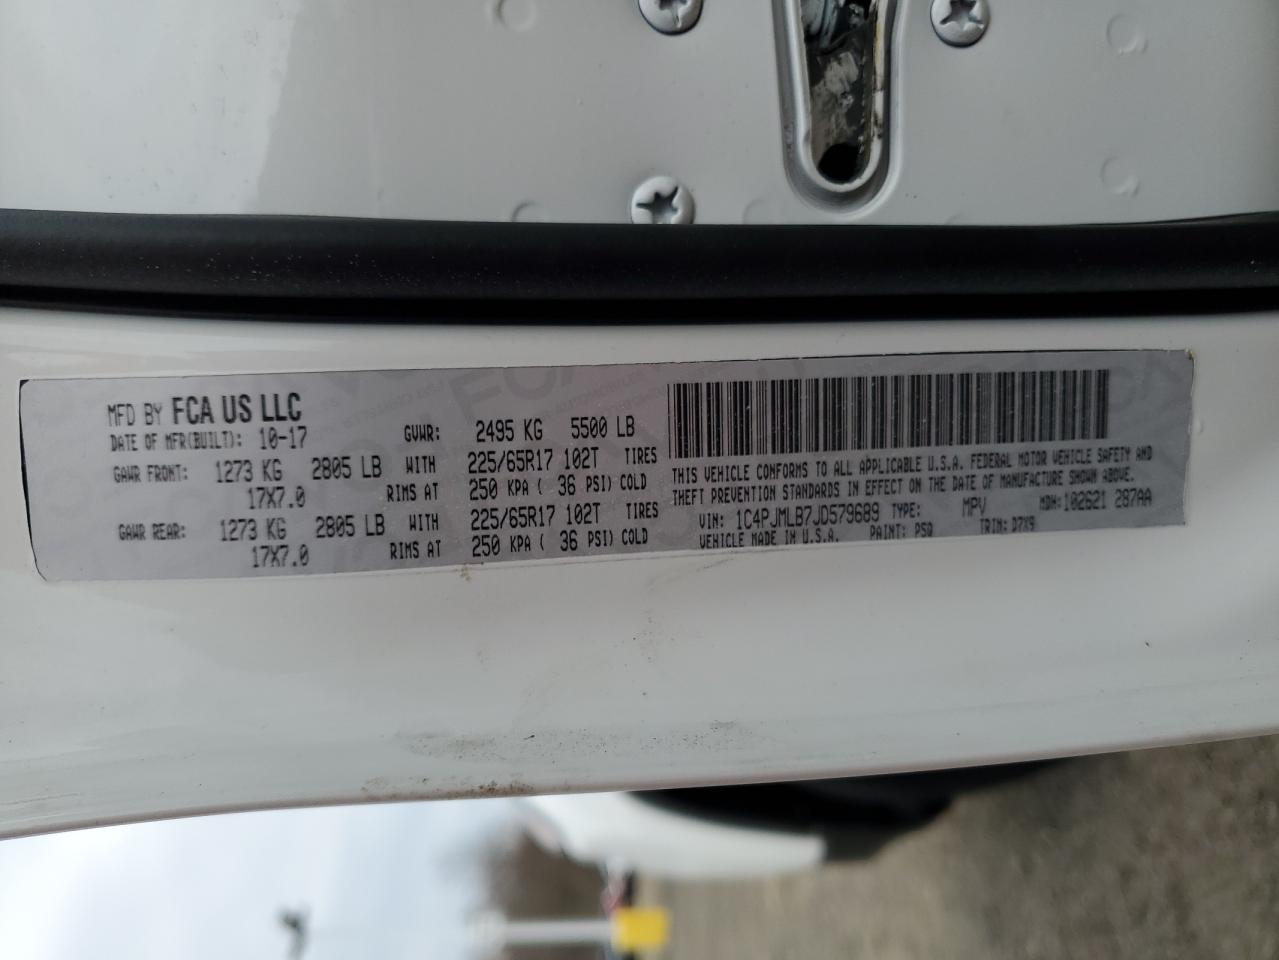 MFD BY FCA US LLC
DATE OF MFR(BUILT): 10-17 GVWR: 2495 KG 5500 LB
GAWR FRONT: 1273 KG 2805 LB WITH 225/65R17 102T TIRES
17X7.0 RIMS AT 250 KPA ( 36 PSI) COLD
GAWR REAR: 1273 KG 2805 LB WITH 225/65R17 102T TIRES
17X7.0 RIMS AT 250 KPA ( 36 PSI) COLD
THIS VEHICLE CONFORMS TO ALL APPLICABLE U.S.A. FEDERAL MOTOR VEHICLE SAFETY AND
THEFT PREVENTION STANDARDS IN EFFECT ON THE DATE OF MANUFACTURE SHOWN ABOVE.
VIN: 1C4PJMLB7JD579689 TYPE: MPV MDH:102621 287AA
VEHICLE MADE IN U.S.A. PAINT: PSQ TRIM: D7X9